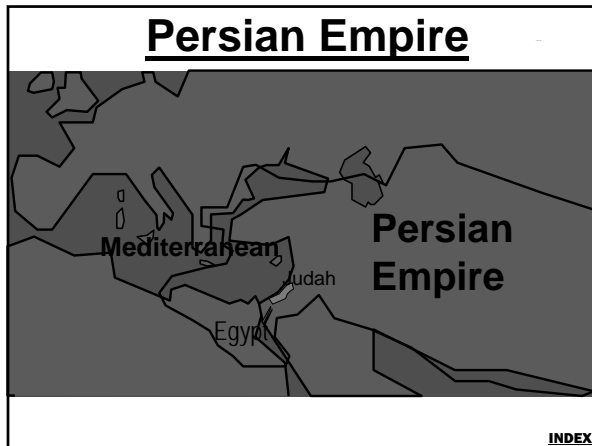 Persian Empire
Mediterranean
Persian
Empire
Judah
Egypt
INDEX